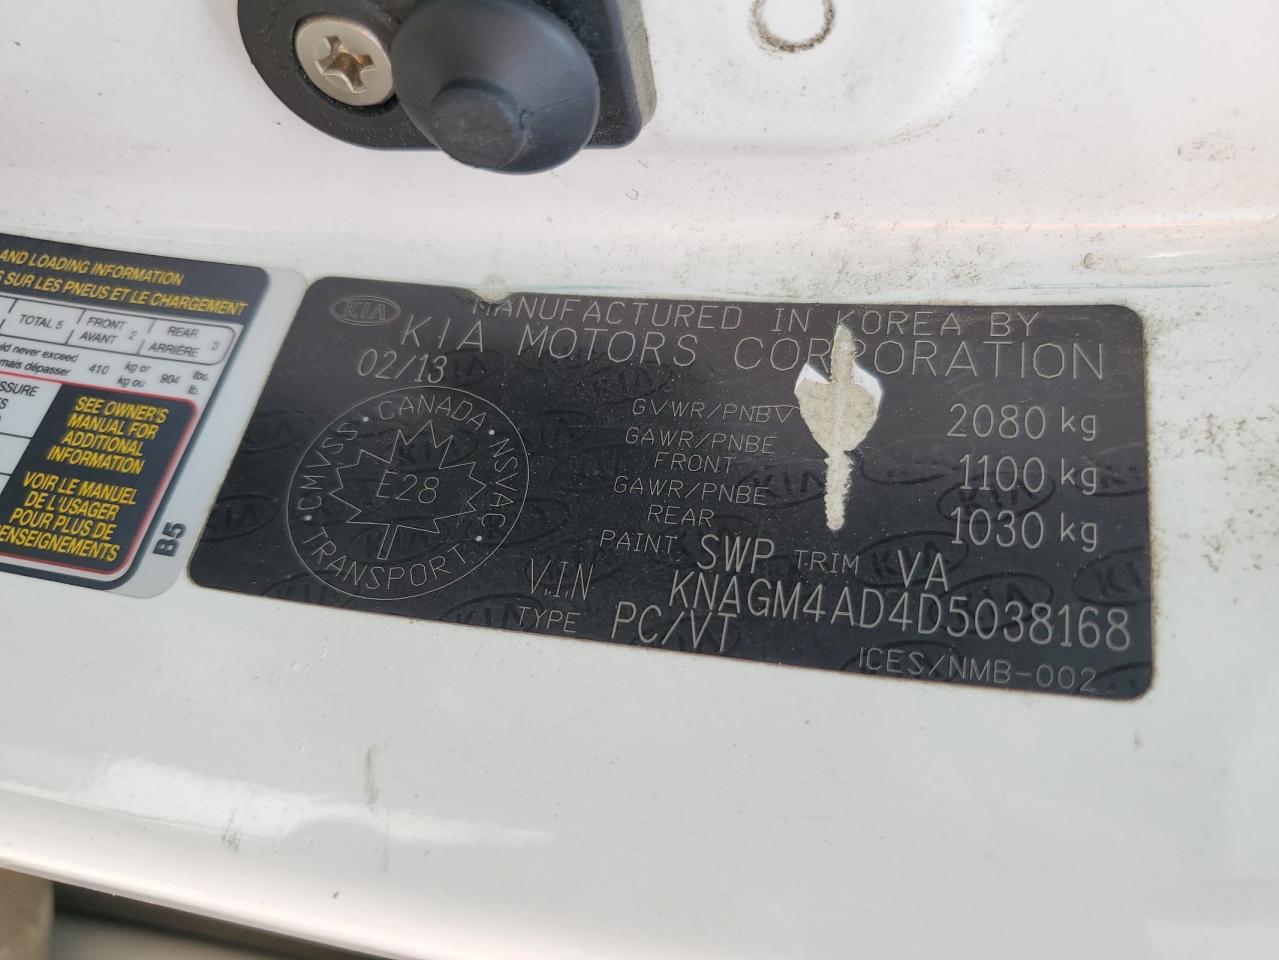 AND LOADING INFORMATION
SUR LES PNEUS ET LE CHARGEMENT
TOTAL 5
FRONT
AVANT 2
REAR
ARRIÈRE 3
never exceed
dépasser
410
kg or
kg ou
904
lbs.
lb.
SEE OWNER'S
MANUAL FOR
ADDITIONAL
INFORMATION
VOIR LE MANUEL
DE L'USAGER
POUR PLUS DE
B5
KIA
MANUFACTURED IN KOREA BY
KIA MOTORS CORPORATION
02/13
CANADA · NSVAC · TRANSPORT · CMVSS
E28
GVWR/PNBV 2080 kg
GAWR/PNBE
FRONT 1100 kg
GAWR/PNBE
REAR 1030 kg
PAINT SWP TRIM VA
V.I.N KNAGM4AD4D5038168
TYPE PC/VT
ICES/NMB-002